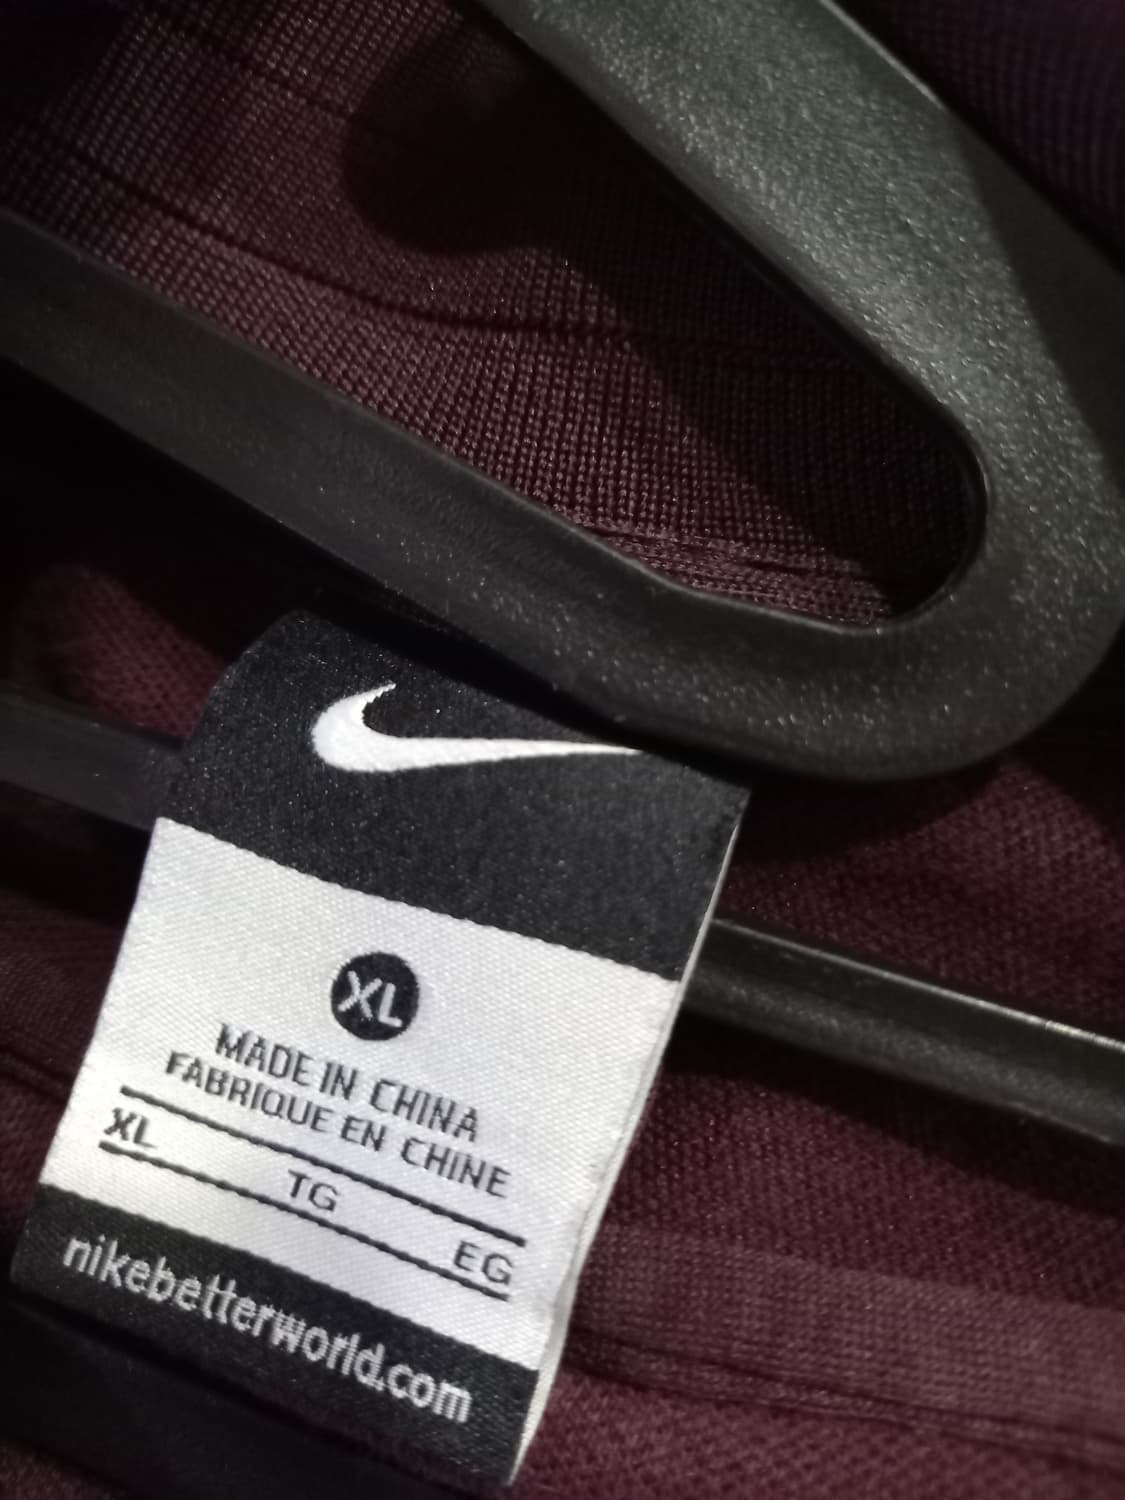 XL
MADE IN CHINA
FABRIQUE EN CHINE
XL TG EG
nikebetterworld.com